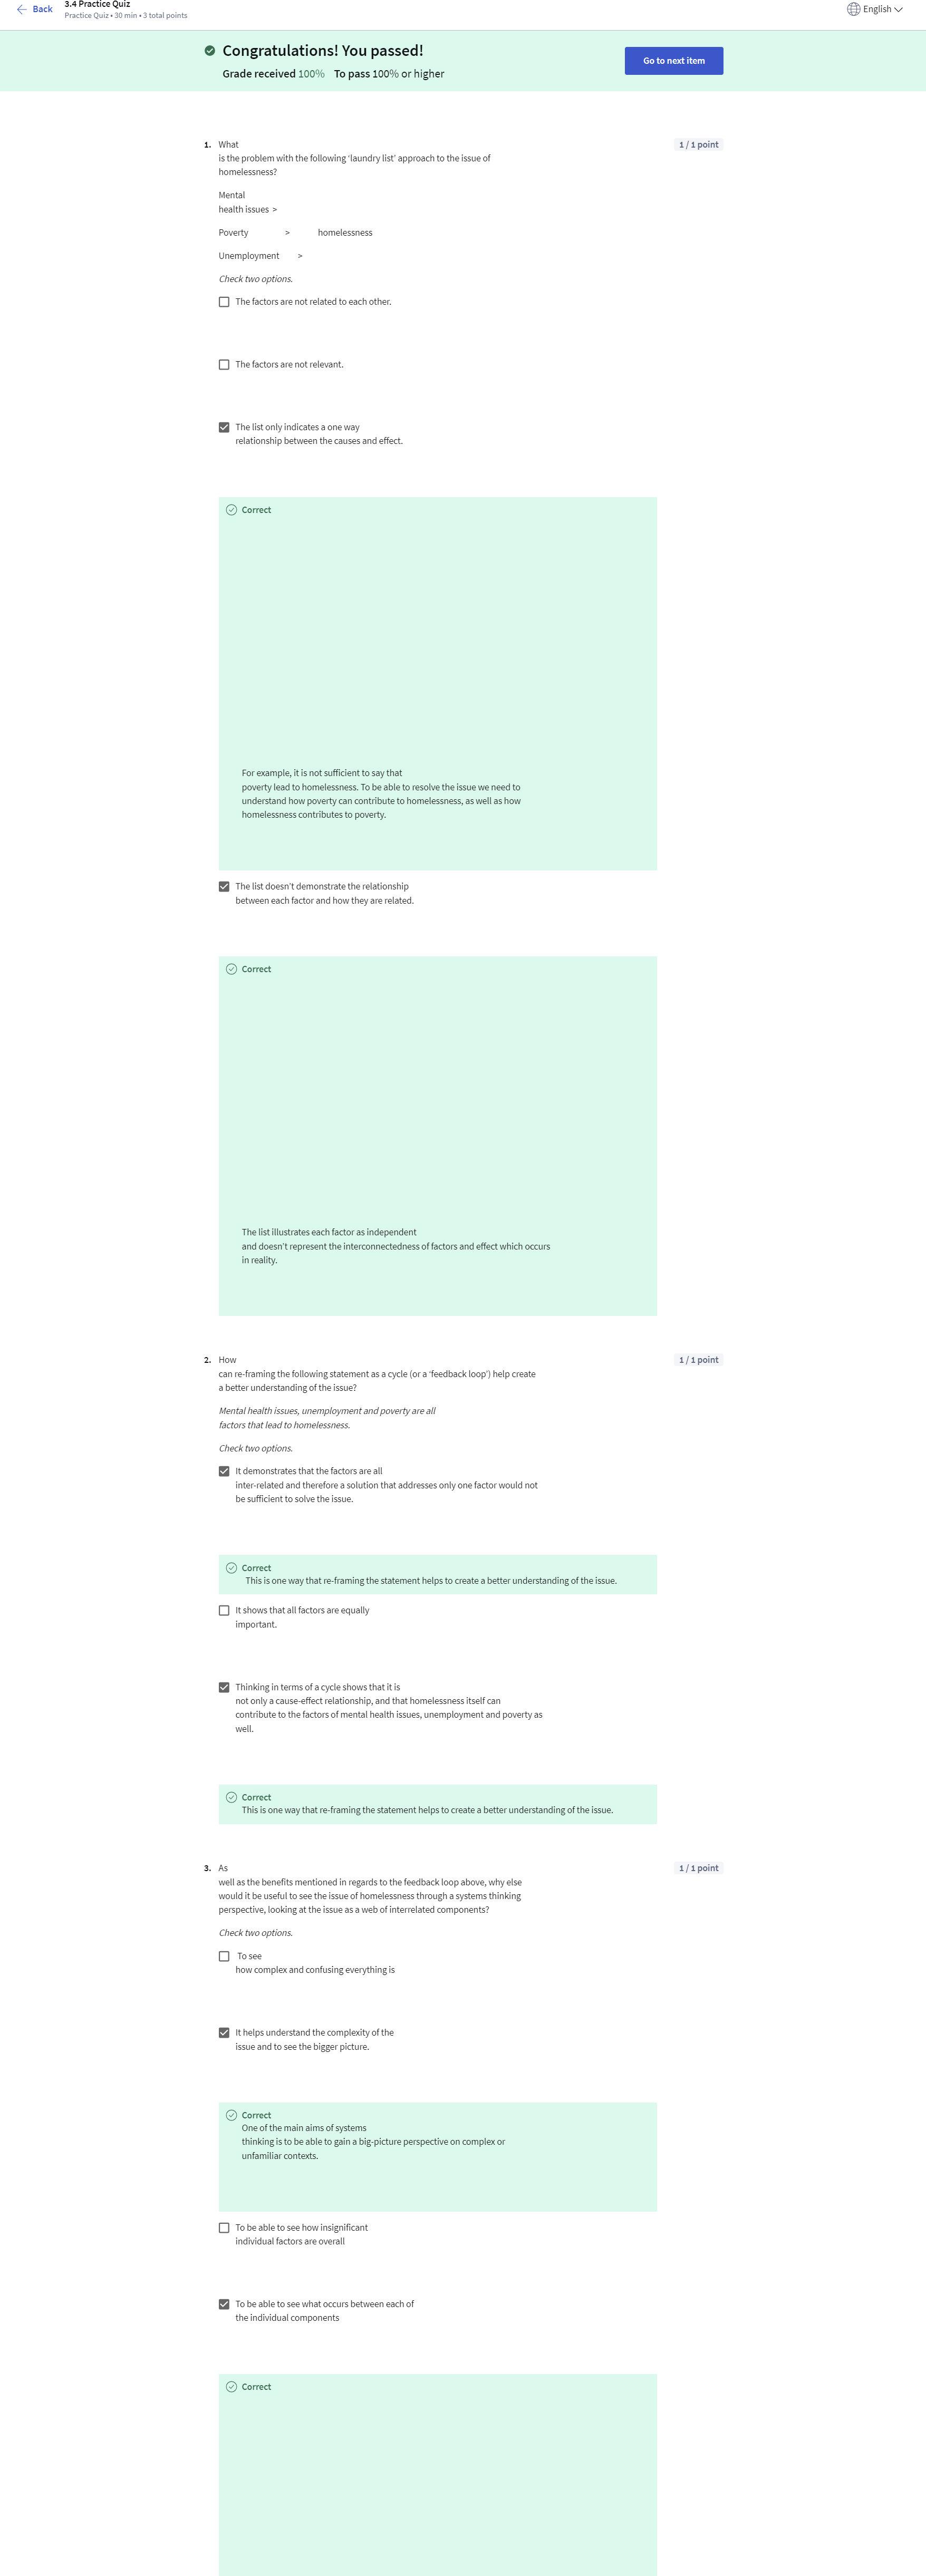 Back
3.4 Practice Quiz
Practice Quiz • 30 min • 3 total points
English
Congratulations! You passed!
Grade received 100% To pass 100% or higher
Go to next item
1. What
is the problem with the following ‘laundry list’ approach to the issue of
homelessness?
1 / 1 point
Mental
health issues >
Poverty > homelessness
Unemployment >
Check two options.
The factors are not related to each other.
The factors are not relevant.
The list only indicates a one way
relationship between the causes and effect.
Correct
For example, it is not sufficient to say that
poverty lead to homelessness. To be able to resolve the issue we need to
understand how poverty can contribute to homelessness, as well as how
homelessness contributes to poverty.
The list doesn’t demonstrate the relationship
between each factor and how they are related.
Correct
The list illustrates each factor as independent
and doesn’t represent the interconnectedness of factors and effect which occurs
in reality.
2. How
can re-framing the following statement as a cycle (or a ‘feedback loop’) help create
a better understanding of the issue?
1 / 1 point
Mental health issues, unemployment and poverty are all
factors that lead to homelessness.
Check two options.
It demonstrates that the factors are all
inter-related and therefore a solution that addresses only one factor would not
be sufficient to solve the issue.
Correct
This is one way that re-framing the statement helps to create a better understanding of the issue.
It shows that all factors are equally
important.
Thinking in terms of a cycle shows that it is
not only a cause-effect relationship, and that homelessness itself can
contribute to the factors of mental health issues, unemployment and poverty as
well.
Correct
This is one way that re-framing the statement helps to create a better understanding of the issue.
3. As
well as the benefits mentioned in regards to the feedback loop above, why else
would it be useful to see the issue of homelessness through a systems thinking
perspective, looking at the issue as a web of interrelated components?
1 / 1 point
Check two options.
To see
how complex and confusing everything is
It helps understand the complexity of the
issue and to see the bigger picture.
Correct
One of the main aims of systems
thinking is to be able to gain a big-picture perspective on complex or
unfamiliar contexts.
To be able to see how insignificant
individual factors are overall
To be able to see what occurs between each of
the individual components
Correct